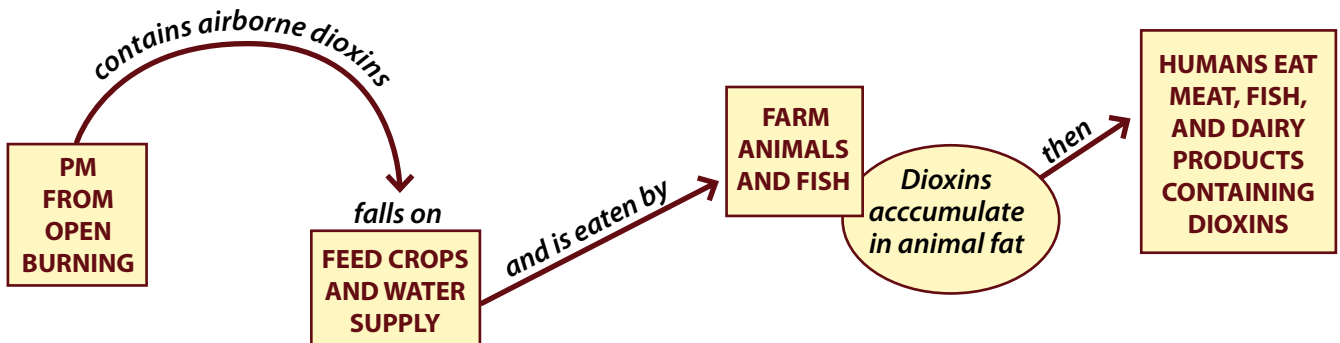 contains airborne dioxins
PM
FROM
OPEN
BURNING
falls on
FEED CROPS
AND WATER
SUPPLY
and is eaten by
FARM
ANIMALS
AND FISH
Dioxins
acccumulate
in animal fat
then
HUMANS EAT
MEAT, FISH,
AND DAIRY
PRODUCTS
CONTAINING
DIOXINS